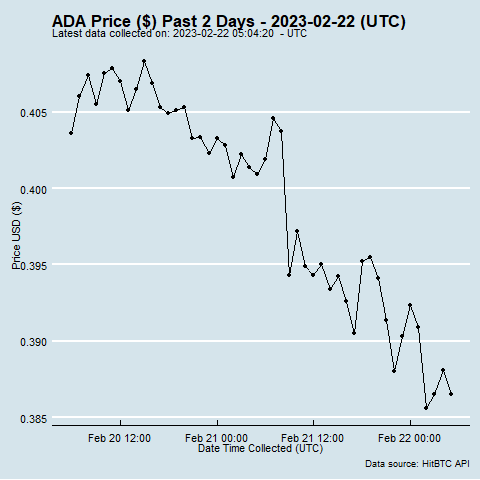 ADA Price ($) Past 2 Days - 2023-02-22 (UTC)
Latest data collected on: 2023-02-22 05:04:20 - UTC
Price USD ($)
0.405
0.400
0.395
0.390
0.385
Feb 20 12:00 Feb 21 00:00 Feb 21 12:00 Feb 22 00:00
Date Time Collected (UTC)
Data source: HitBTC API